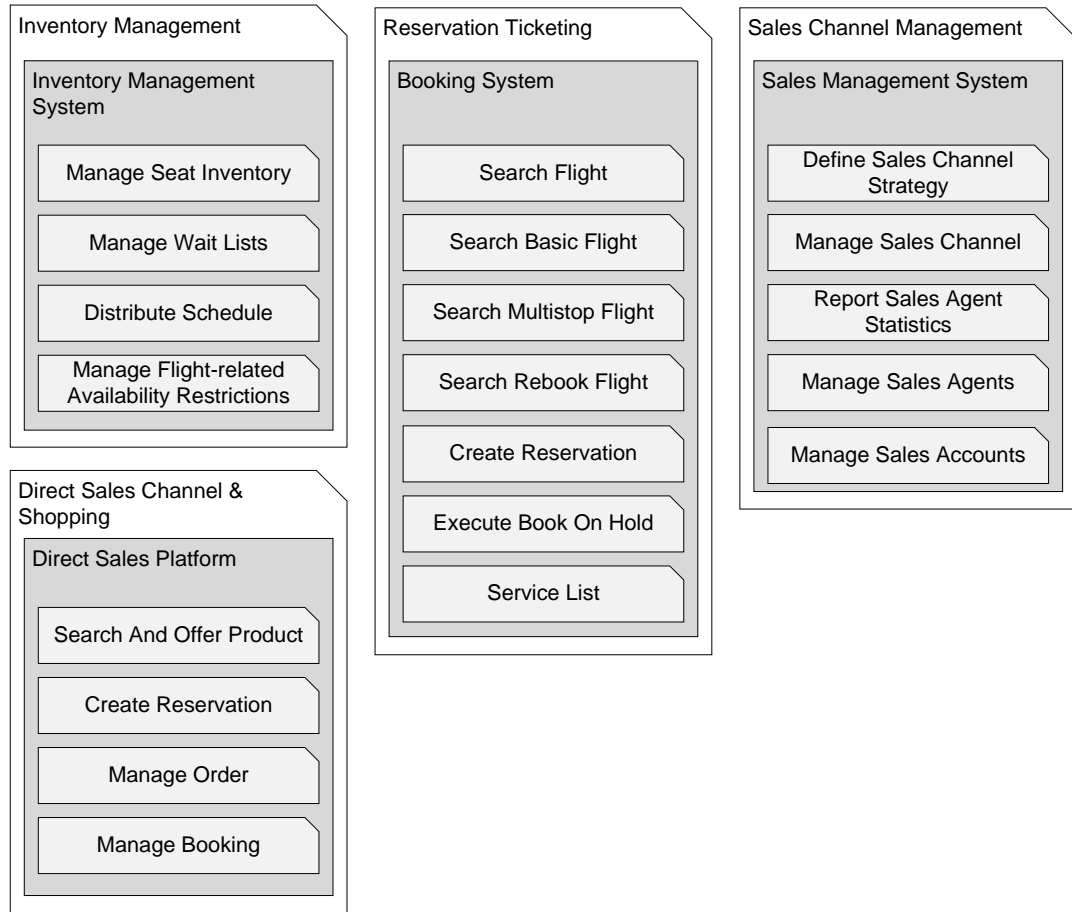 Inventory Management
Inventory Management
System
Manage Seat Inventory
Manage Wait Lists
Distribute Schedule
Manage Flight-related
Availability Restrictions
Direct Sales Channel &
Shopping
Direct Sales Platform
Search And Offer Product
Create Reservation
Manage Order
Manage Booking
Reservation Ticketing
Booking System
Search Flight
Search Basic Flight
Search Multistop Flight
Search Rebook Flight
Create Reservation
Execute Book On Hold
Service List
Sales Channel Management
Sales Management System
Define Sales Channel
Strategy
Manage Sales Channel
Report Sales Agent
Statistics
Manage Sales Agents
Manage Sales Accounts